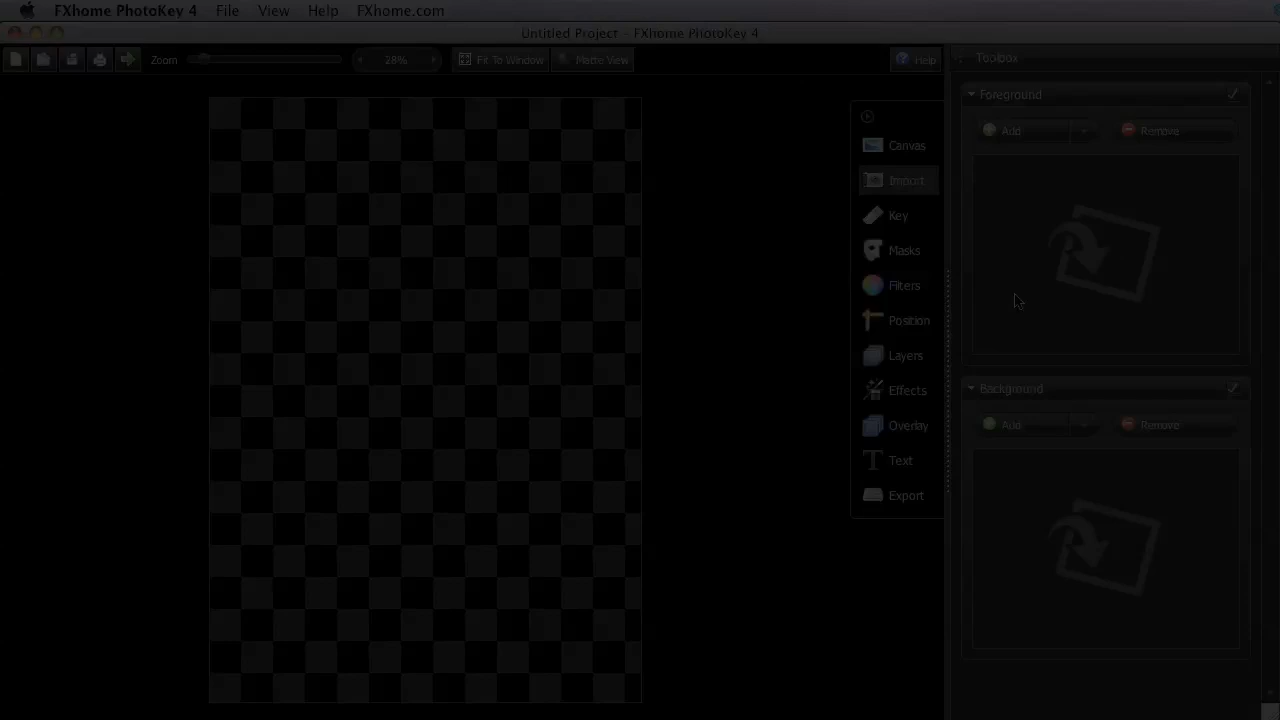 FXhome PhotoKey 4 File View Help FXhome.com
Untitled Project - FXhome PhotoKey 4
Zoom 28% Fit To Window Matte View Help
Toolbox
Foreground
Add Remove
Canvas
Import
Key
Masks
Filters
Position
Layers
Effects
Overlay
Text
Export
Background
Add Remove